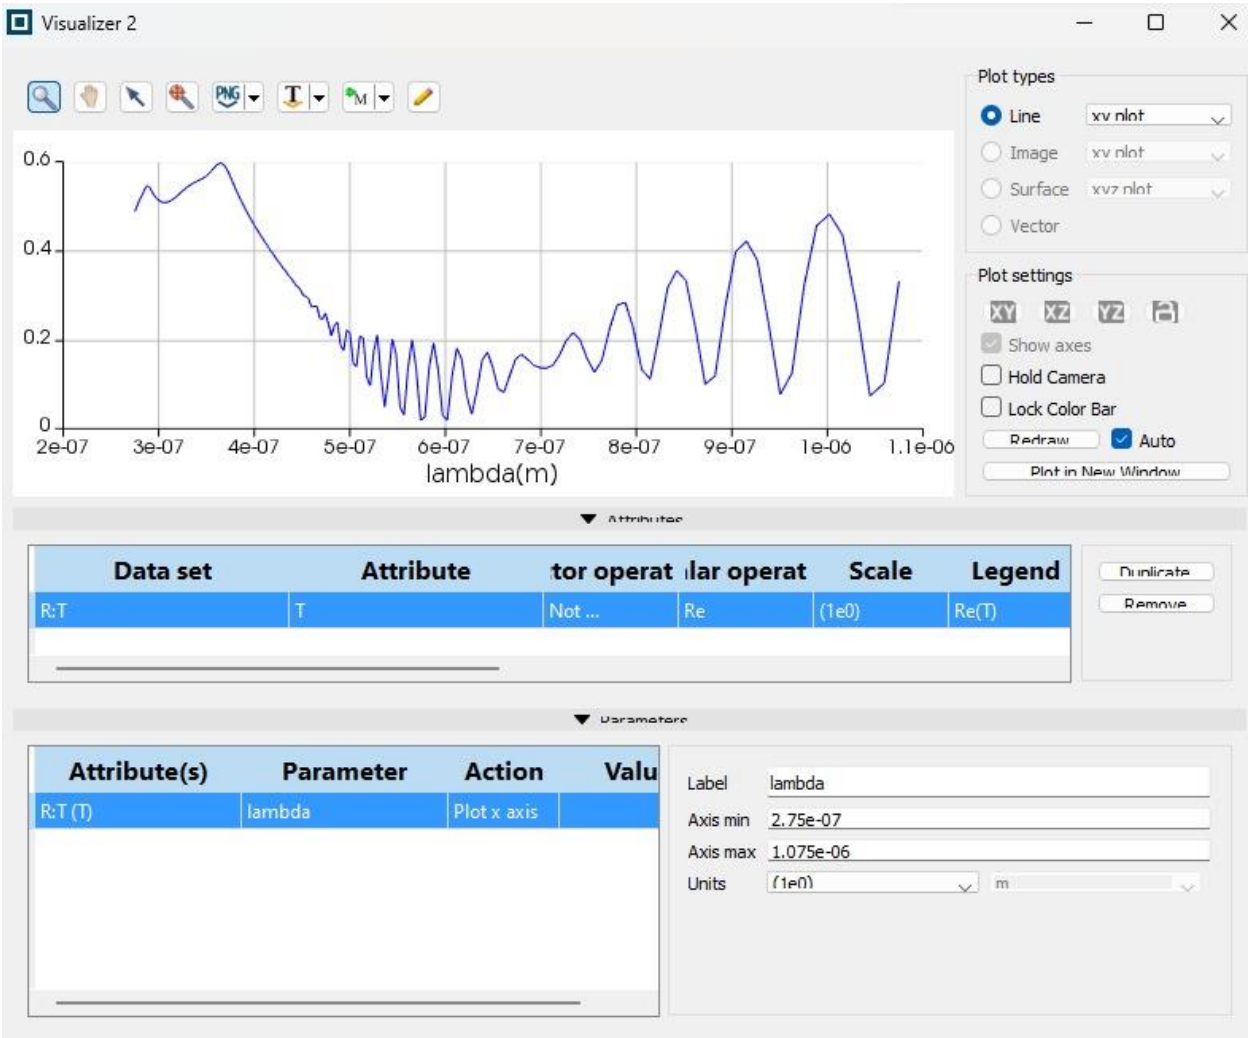 Visualizer 2
PNG T M
Plot types
Line xy plot
Image xy plot
Surface xyz plot
Vector
0.6
0.4
0.2
0
2e-07 3e-07 4e-07 5e-07 6e-07 7e-07 8e-07 9e-07 1e-06 1.1e-06
lambda(m)
Plot settings
XY XZ YZ
Show axes
Hold Camera
Lock Color Bar
Redraw Auto
Plot in New Window
Attributes
Data set Attribute tor operat lar operat Scale Legend
R:T T Not ... Re (1e0) Re(T)
Duplicate
Remove
Parameters
Attribute(s) Parameter Action Valu
R:T (T) lambda Plot x axis
Label lambda
Axis min 2.75e-07
Axis max 1.075e-06
Units (1e0) m